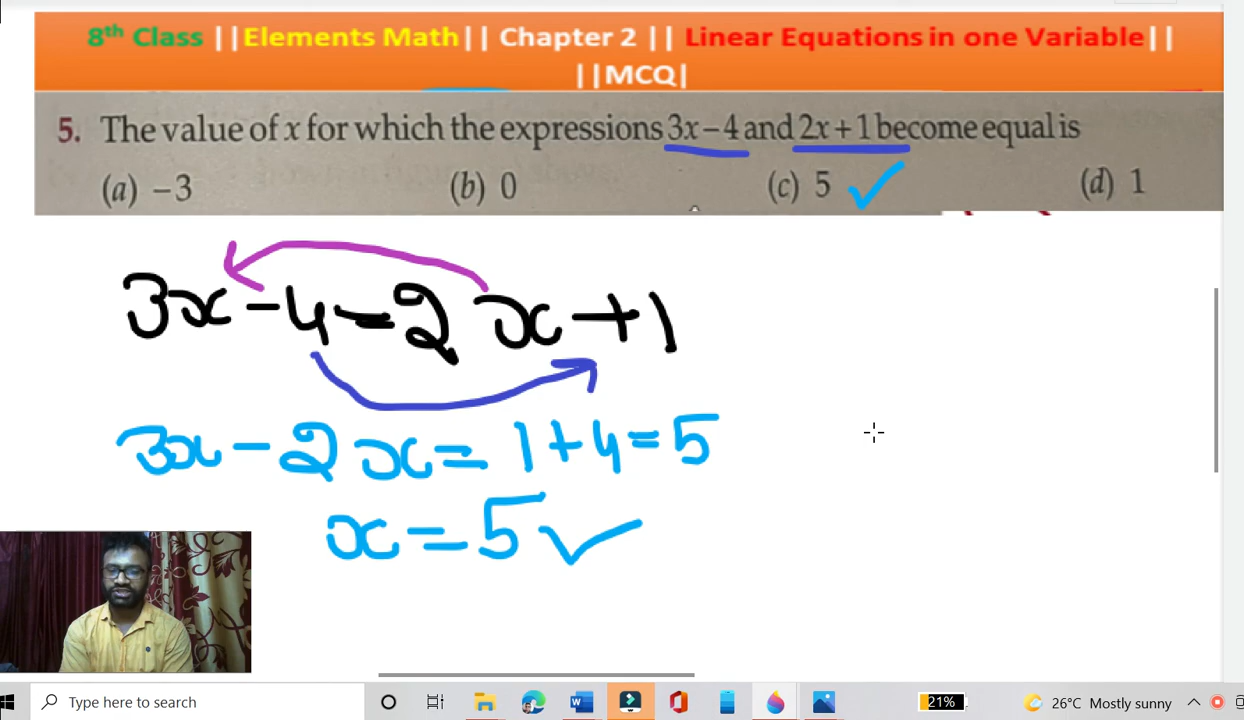 8th Class ||Elements Math|| Chapter 2 || Linear Equations in one Variable||
||MCQ|
5. The value of x for which the expressions 3x – 4 and 2x + 1 become equal is
(a) –3 (b) 0 (c) 5 ✓ (d) 1
3x - 4 = 2x + 1
3x - 2x = 1 + 4 = 5
x = 5 ✓
Type here to search
21%
26°C Mostly sunny